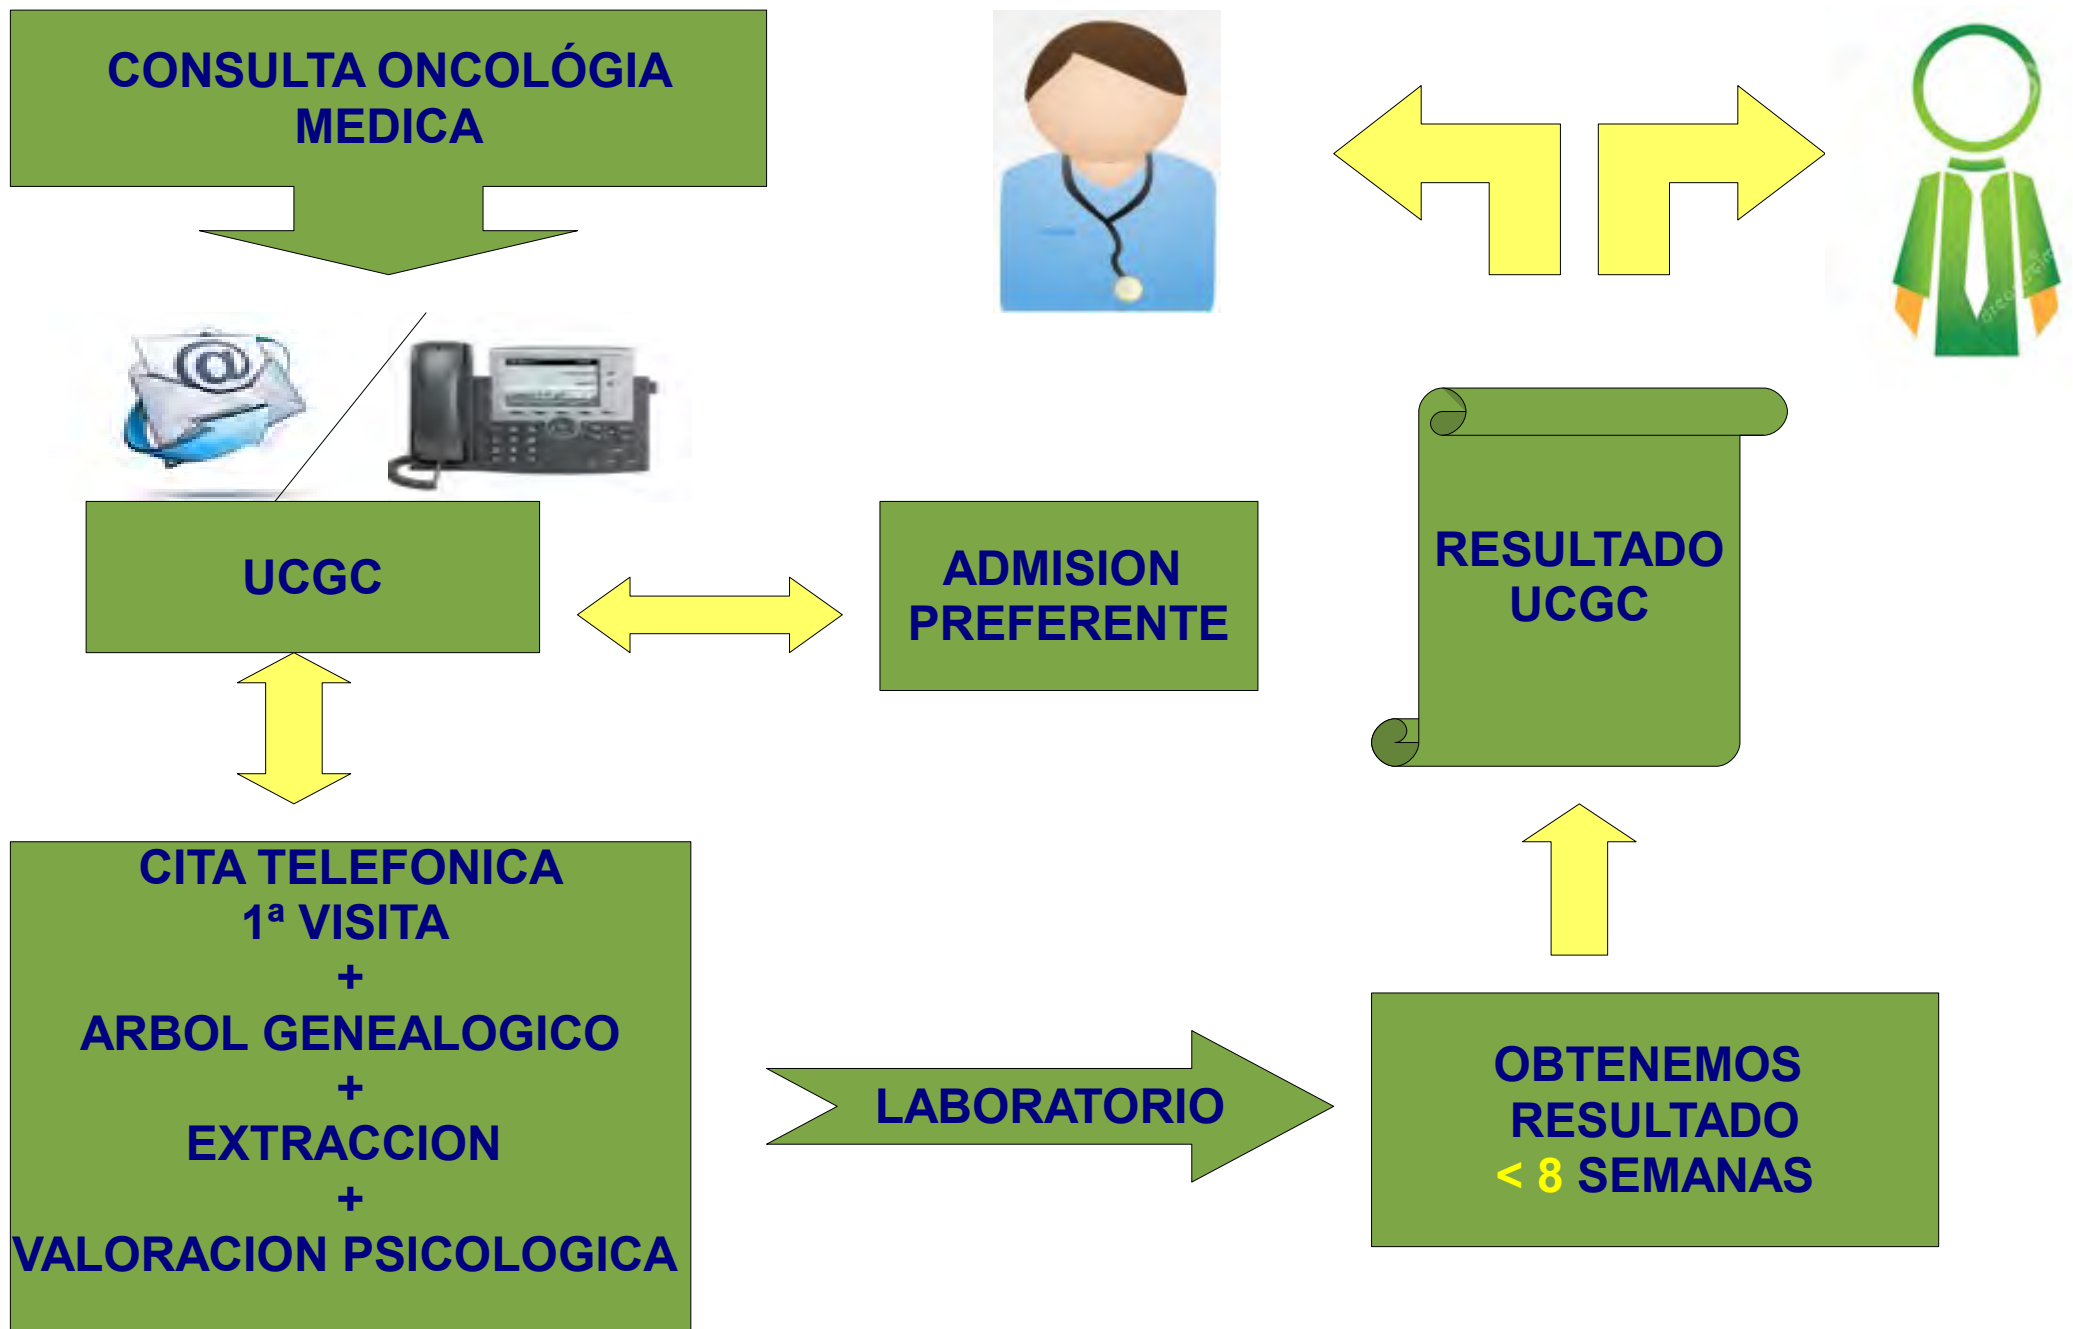 CONSULTA ONCOLÓGIA
MEDICA
@
UCGC
ADMISION
PREFERENTE
RESULTADO
UCGC
CITA TELEFONICA
1ª VISITA
+
ARBOL GENEALOGICO
+
EXTRACCION
+
VALORACION PSICOLOGICA
LABORATORIO
OBTENEMOS
RESULTADO
< 8 SEMANAS